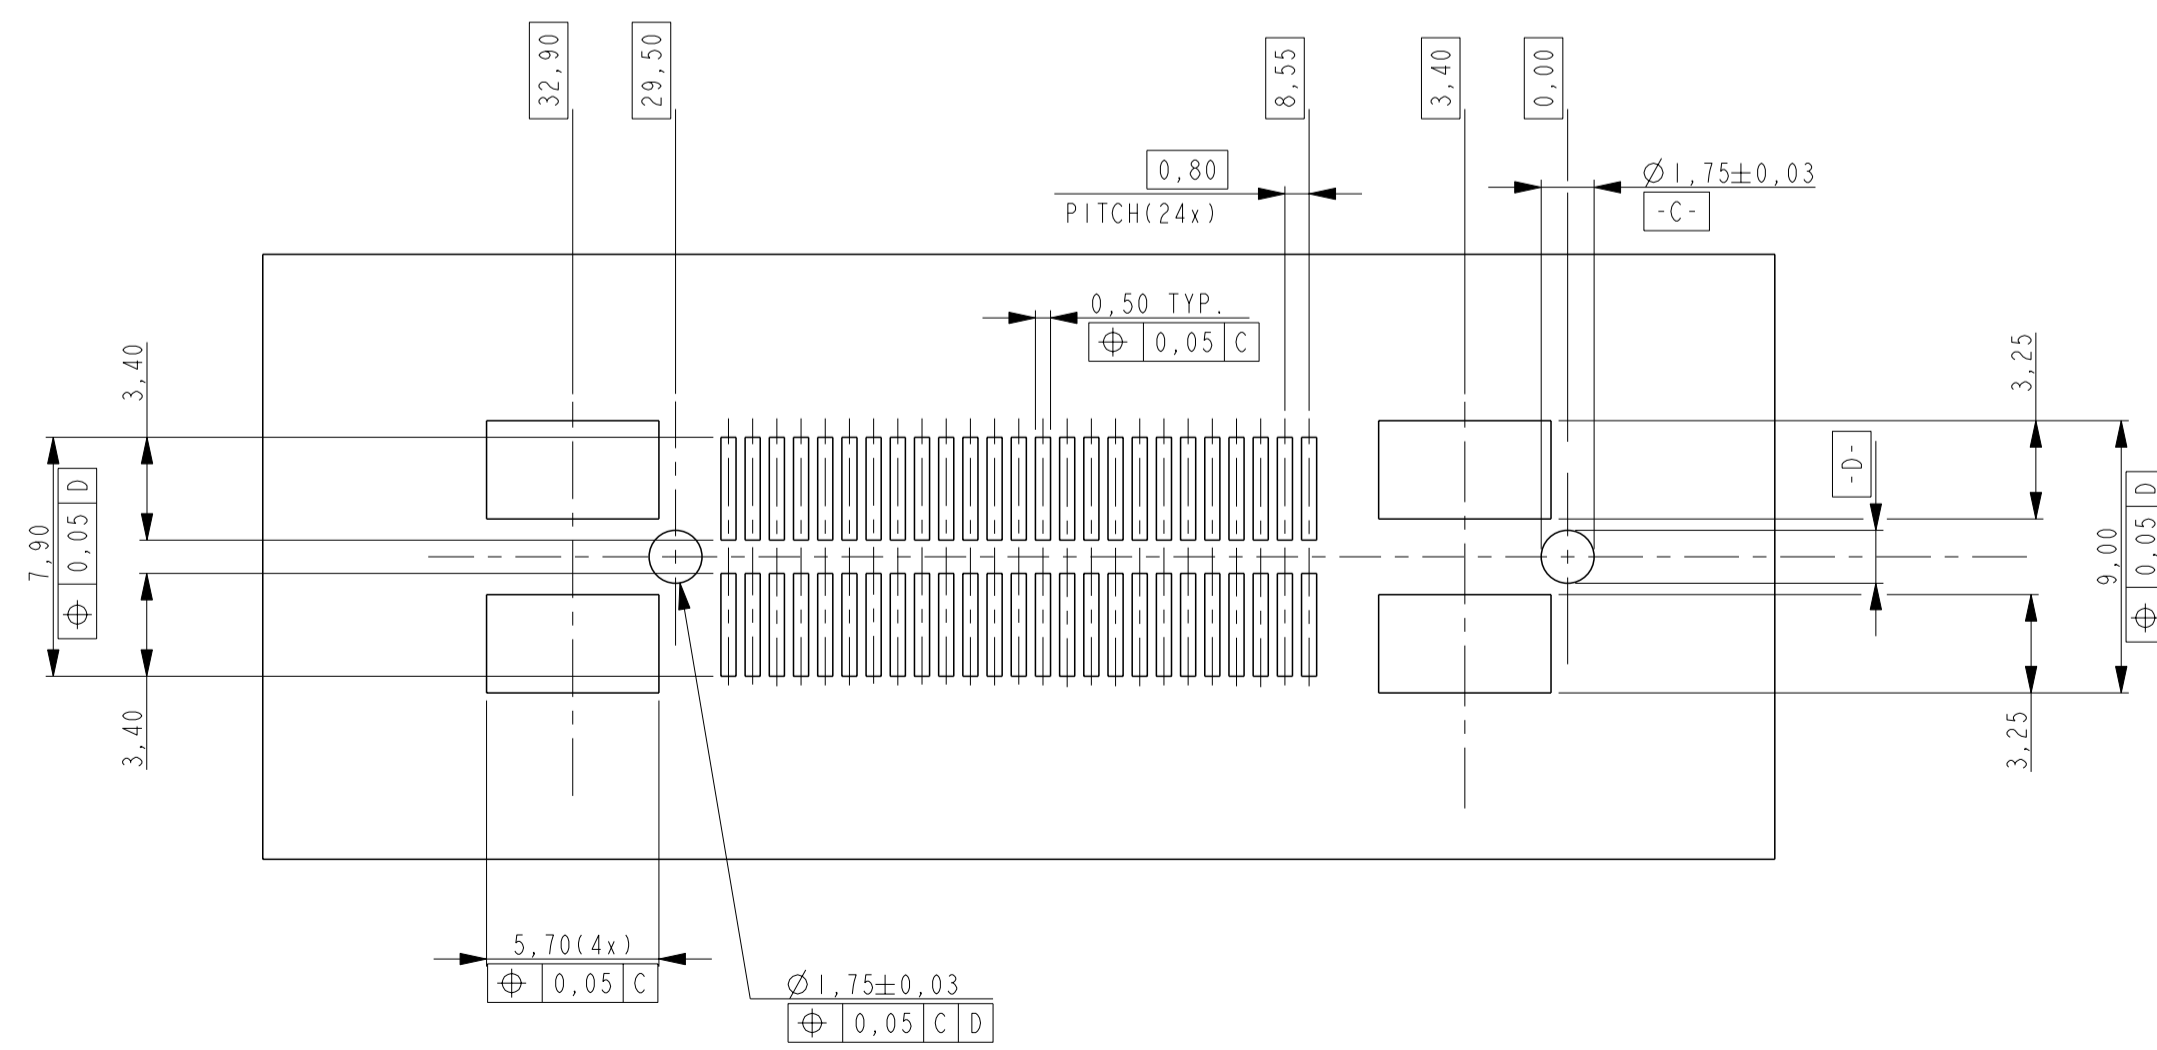 32,90
29,50
8,55
3,40
0,00
0,80
PITCH(24x)
Ø1,75±0,03
-C-
0,50 TYP.
⌖ 0,05 C
3,40
3,25
-D-
7,90
⌖ 0,05 D
9,00
⌖ 0,05 D
3,40
3,25
5,70(4x)
⌖ 0,05 C
Ø1,75±0,03
⌖ 0,05 C D